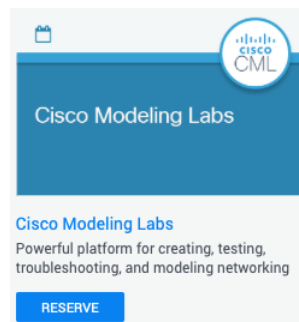 CISCO
CML
Cisco Modeling Labs
Cisco Modeling Labs
Powerful platform for creating, testing,
troubleshooting, and modeling networking
RESERVE